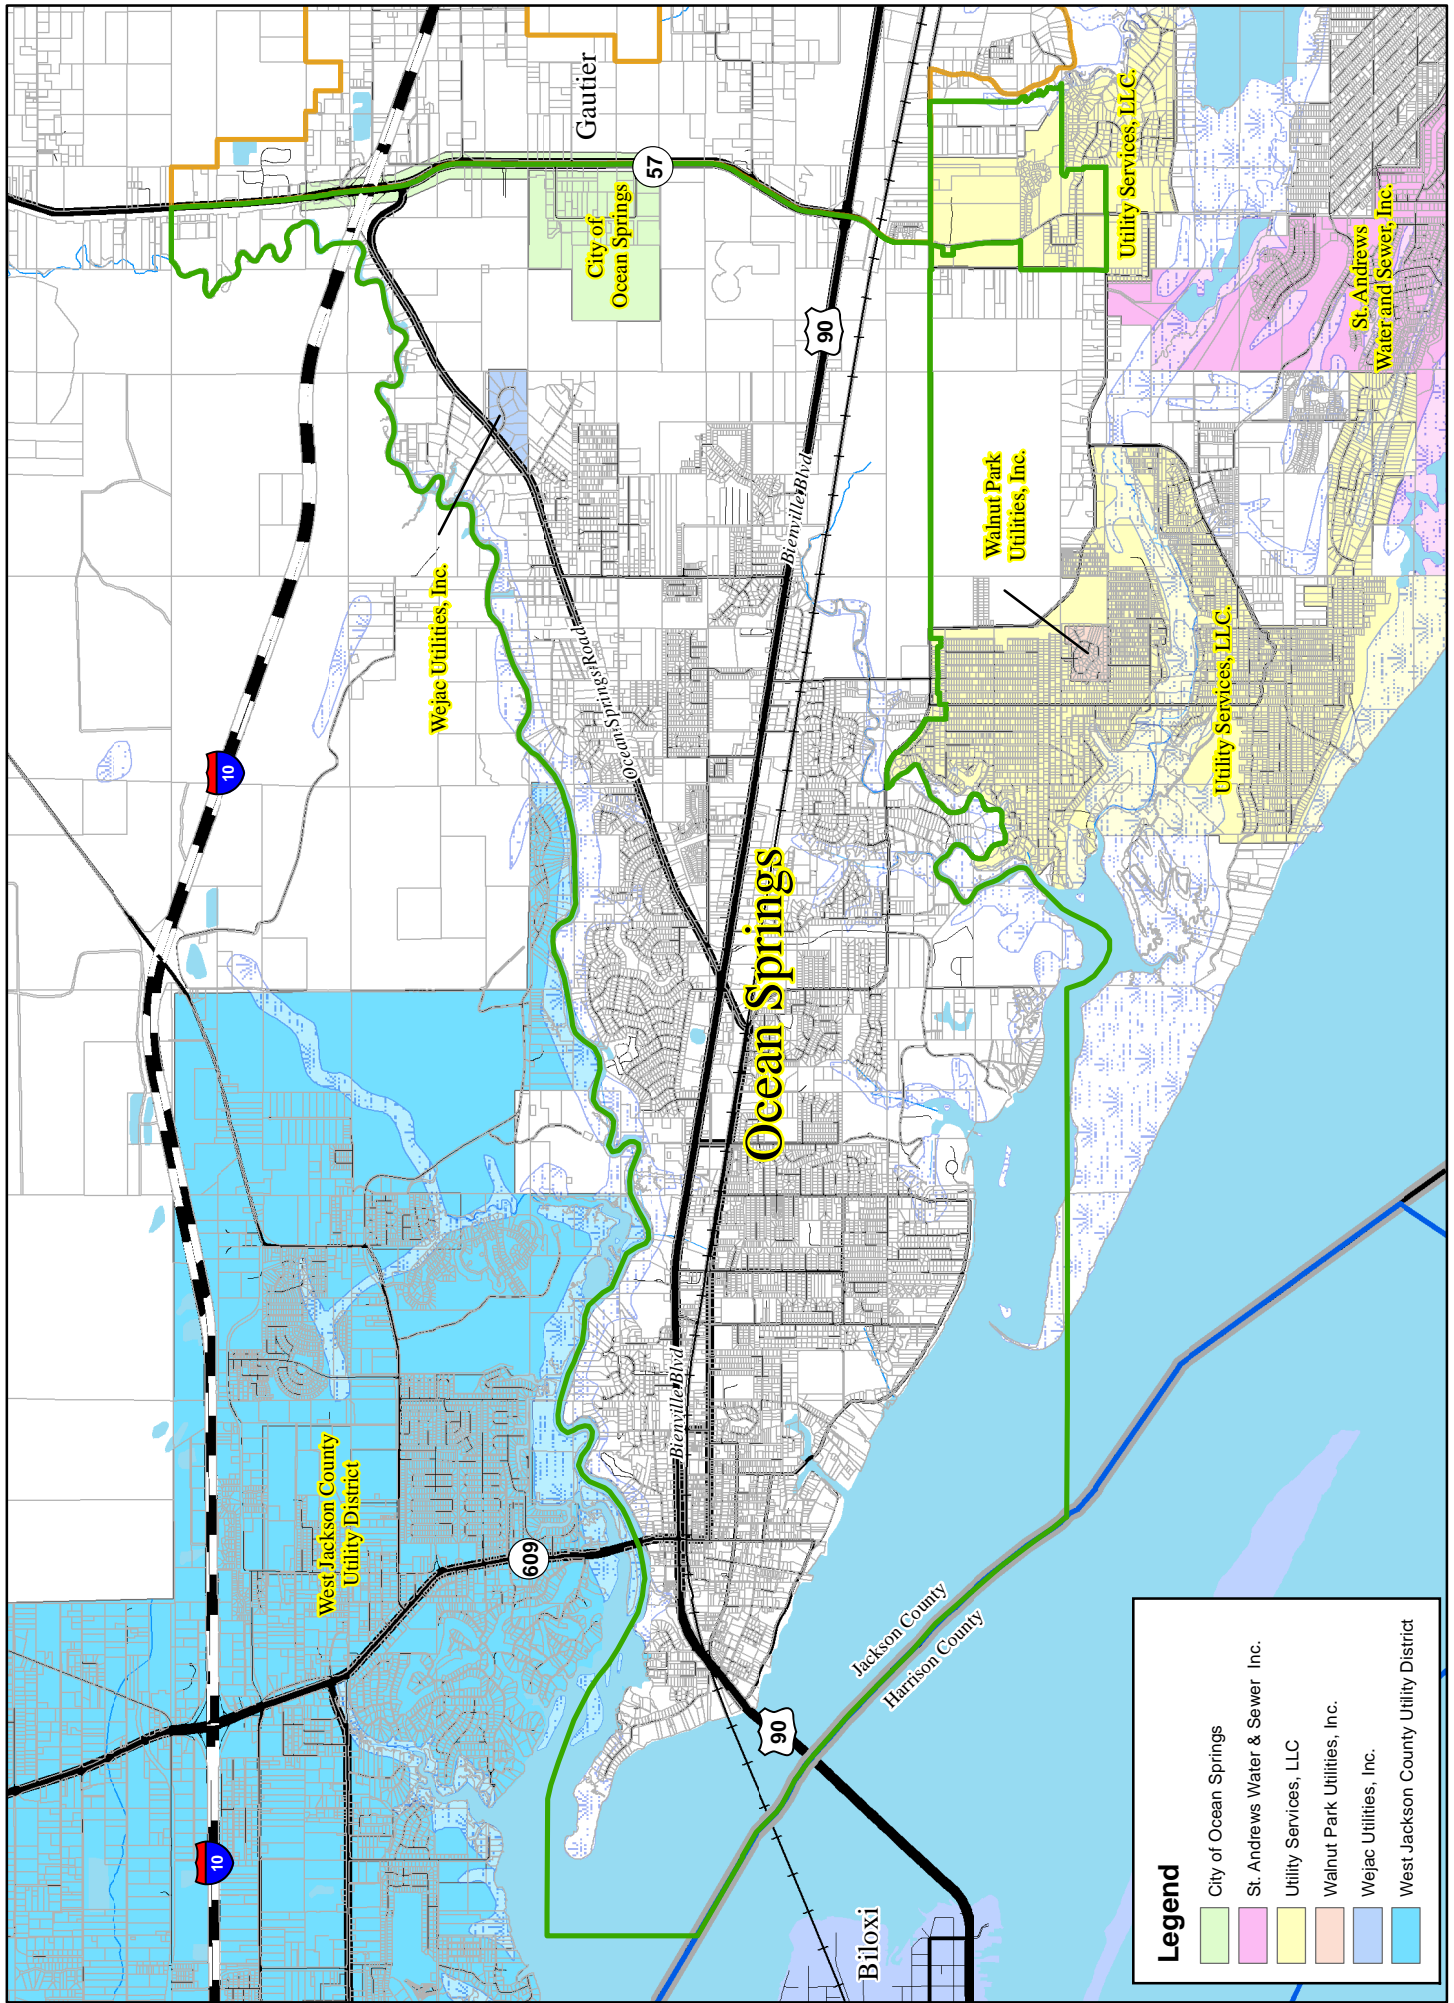 10
10
609
90
90
90
57
West Jackson County
Utility District
Wejac Utilities, Inc.
City of
Ocean Springs
Gautier
Ocean Springs Road
Bienville Blvd
Bienville Blvd
Ocean Springs
Walnut Park
Utilities, Inc.
Utility Services, LLC.
Utility Services, LLC.
St. Andrews
Water and Sewer, Inc.
Jackson County
Harrison County
Biloxi
Legend
City of Ocean Springs
St. Andrews Water & Sewer Inc.
Utility Services, LLC
Walnut Park Utilities, Inc.
Wejac Utilities, Inc.
West Jackson County Utility District